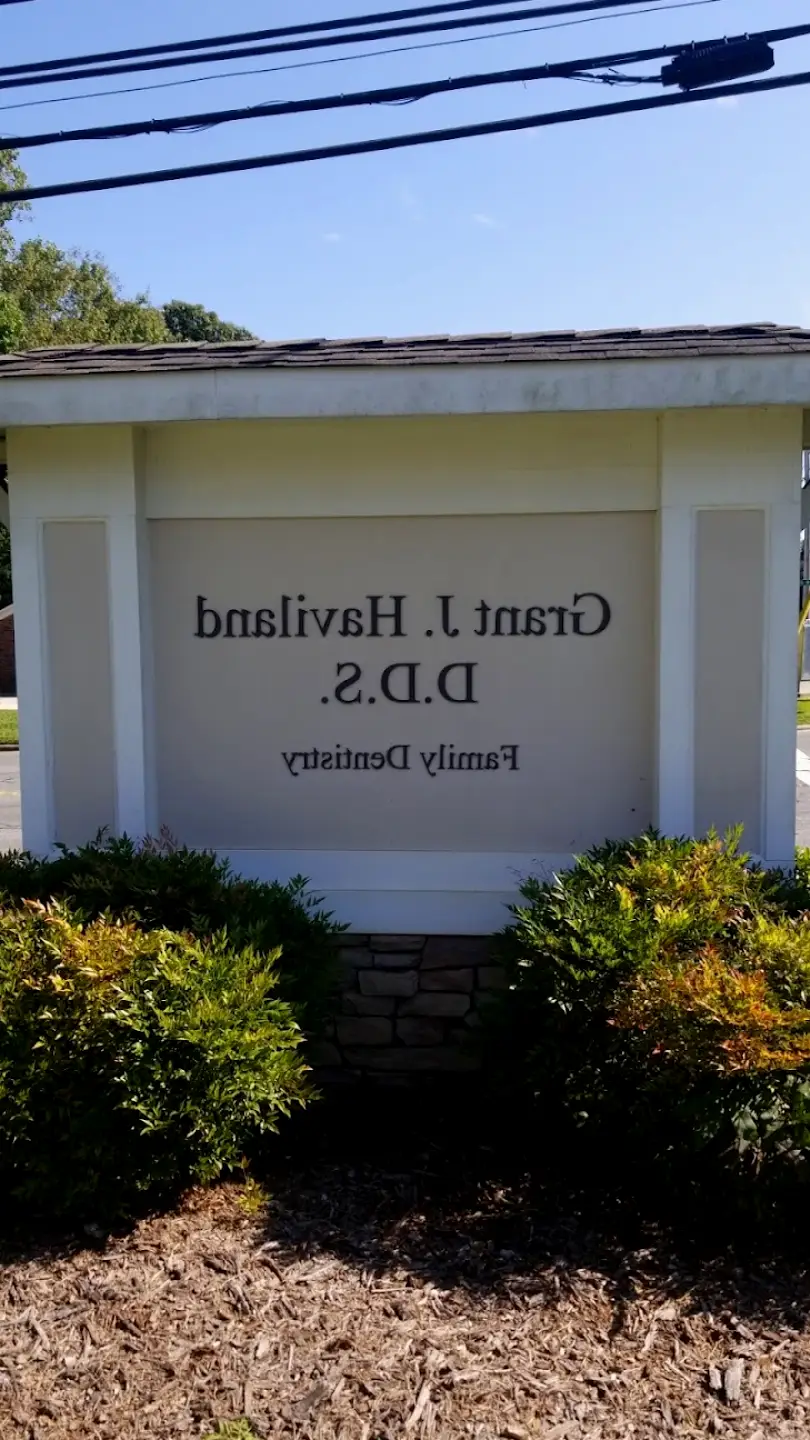 Grant J. Haviland
D.D.S.
Family Dentistry